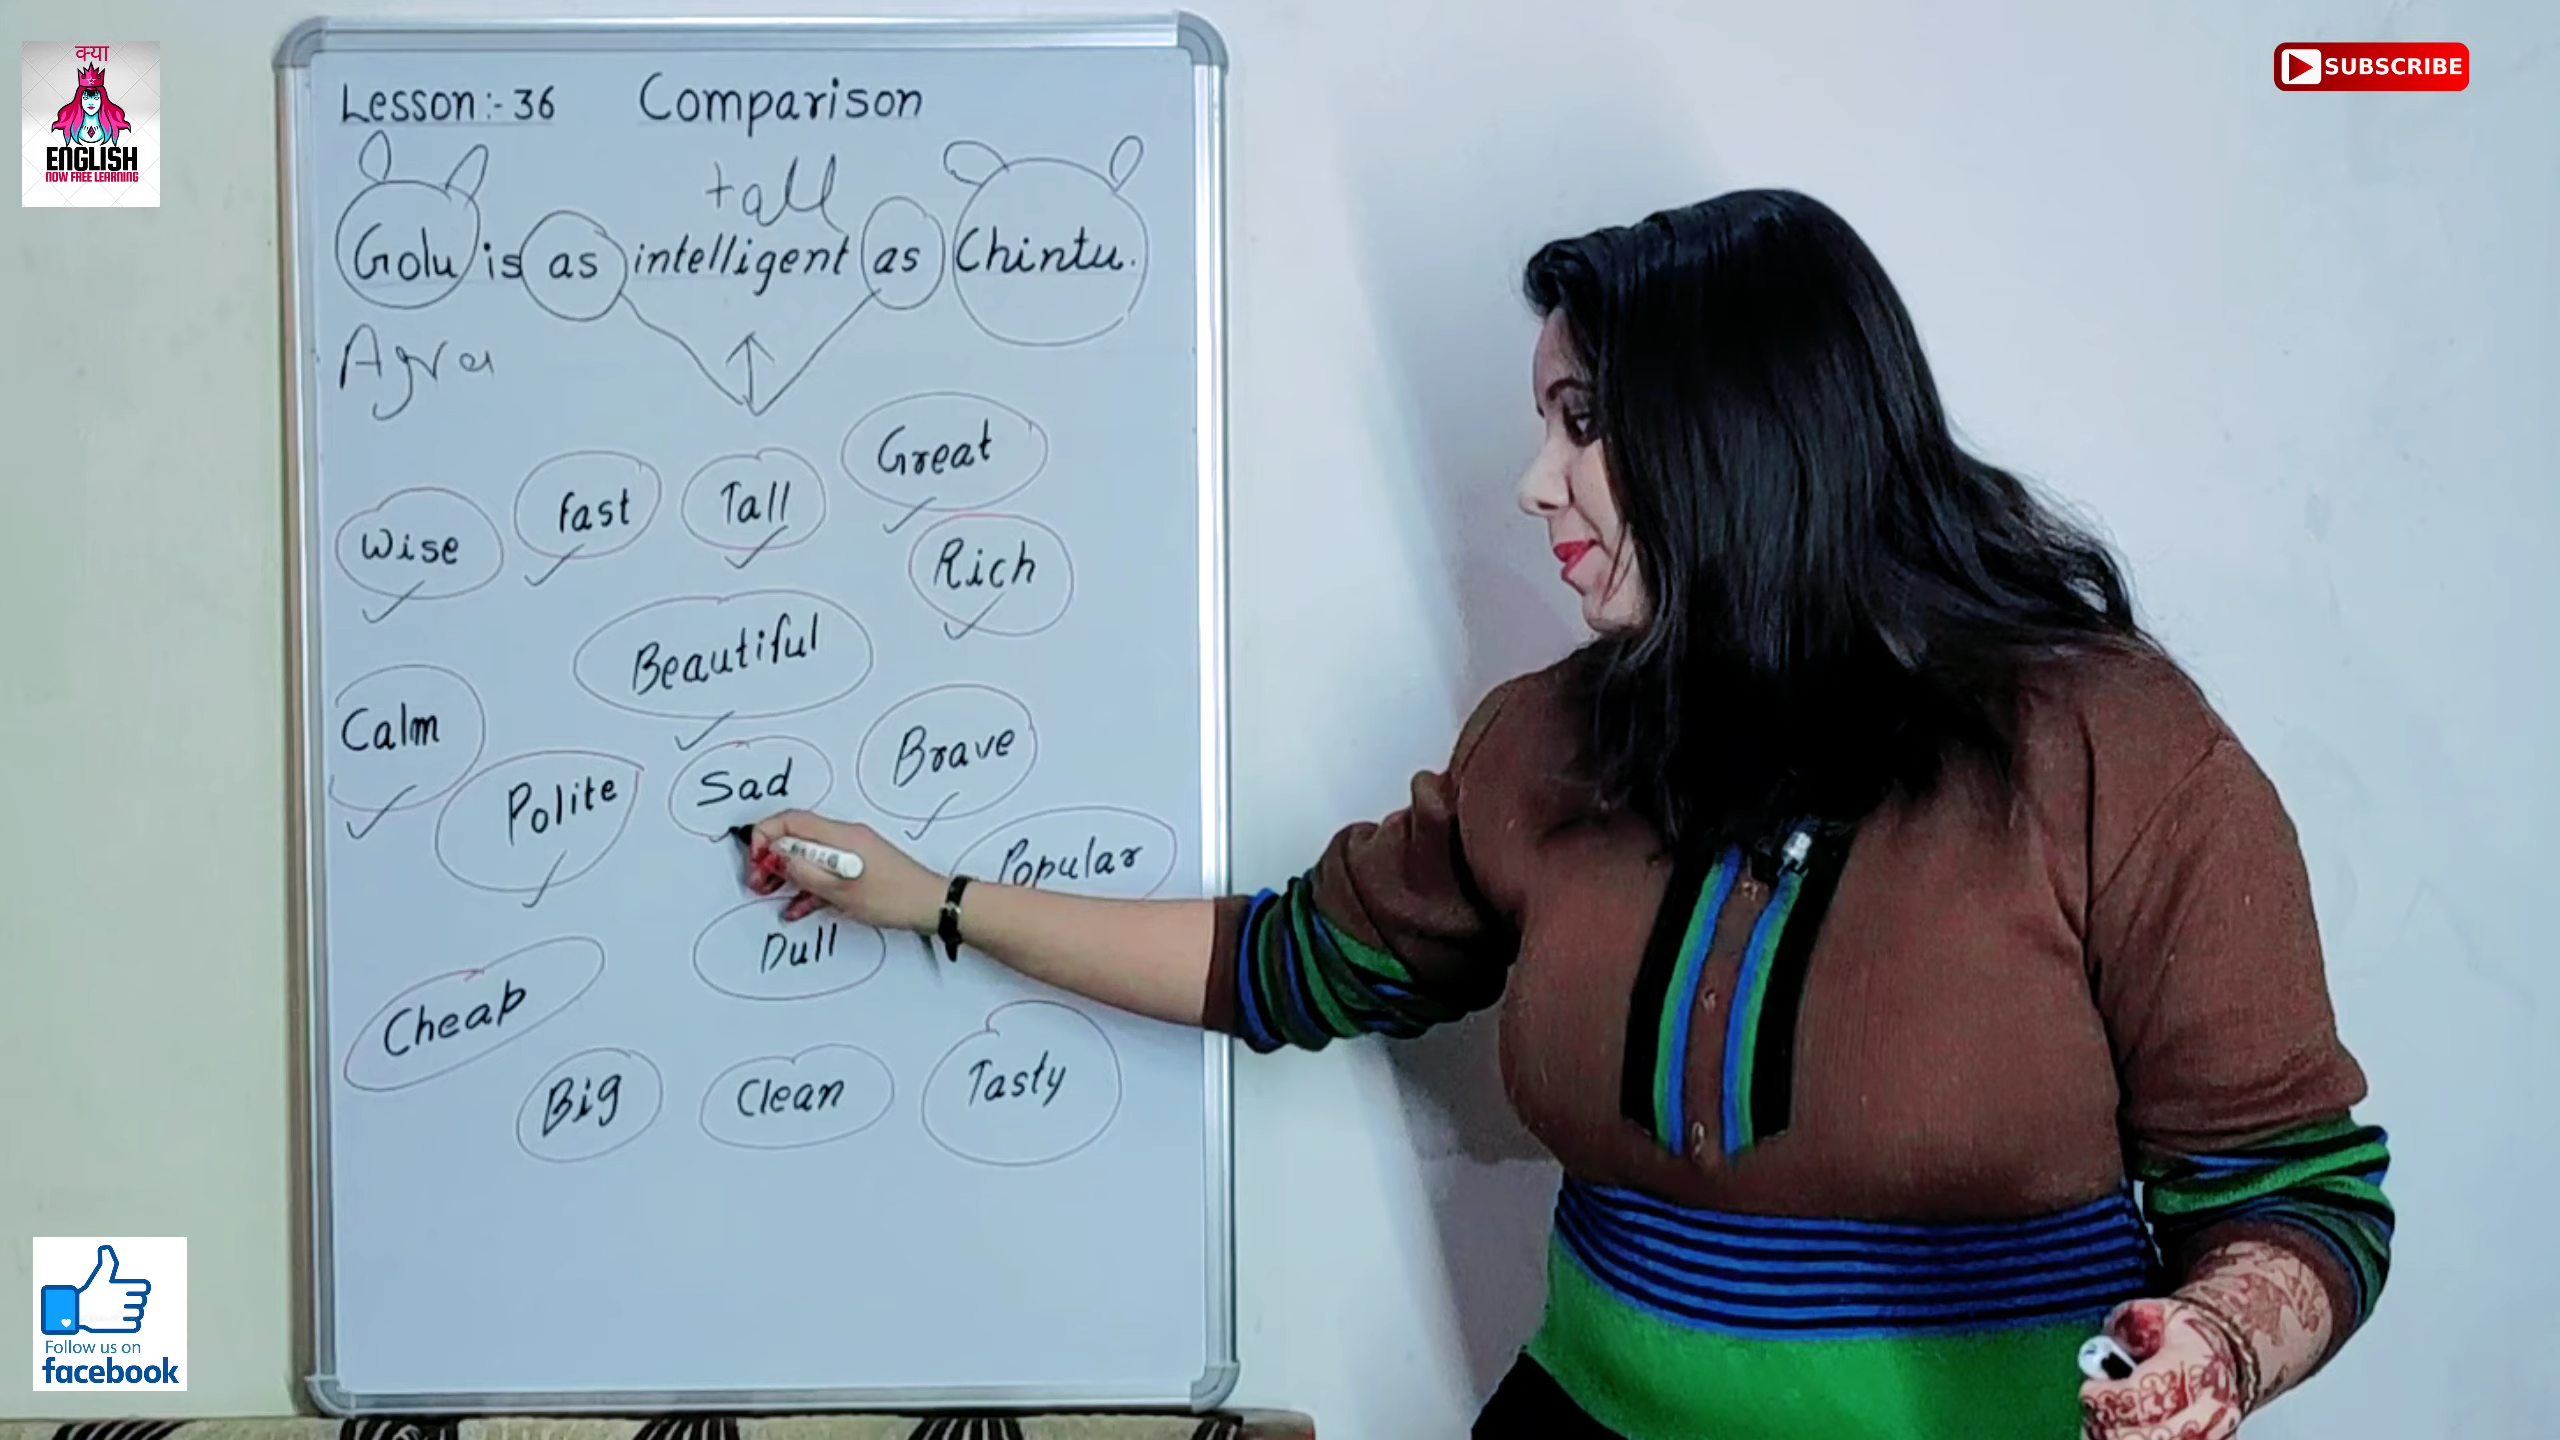 क्या
ENGLISH
NOW FREE LEARNING
SUBSCRIBE
Lesson:- 36 Comparison
tall
Golu is as intelligent as Chintu.
Agra
Great
Wise fast Tall
Rich
Beautiful
Calm
Polite Sad Brave
Popular
Dull
Cheap
Big Clean Tasty
Follow us on
facebook